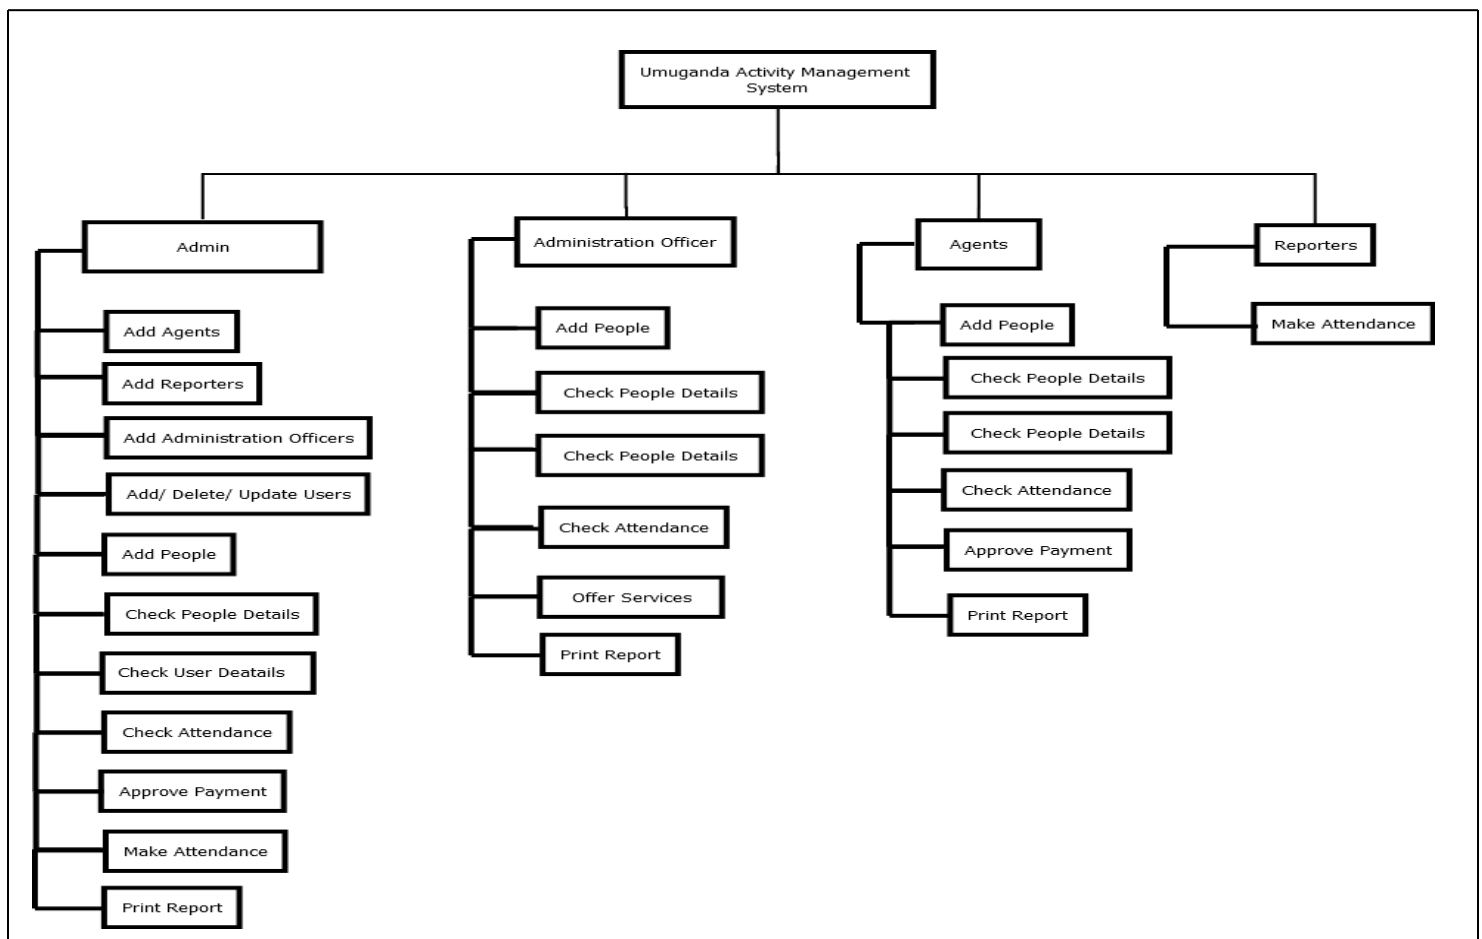 Umuganda Activity Management
System
Admin
Add Agents
Add Reporters
Add Administration Officers
Add/ Delete/ Update Users
Add People
Check People Details
Check User Deatails
Check Attendance
Approve Payment
Make Attendance
Print Report
Administration Officer
Add People
Check People Details
Check People Details
Check Attendance
Offer Services
Print Report
Agents
Add People
Check People Details
Check People Details
Check Attendance
Approve Payment
Print Report
Reporters
Make Attendance